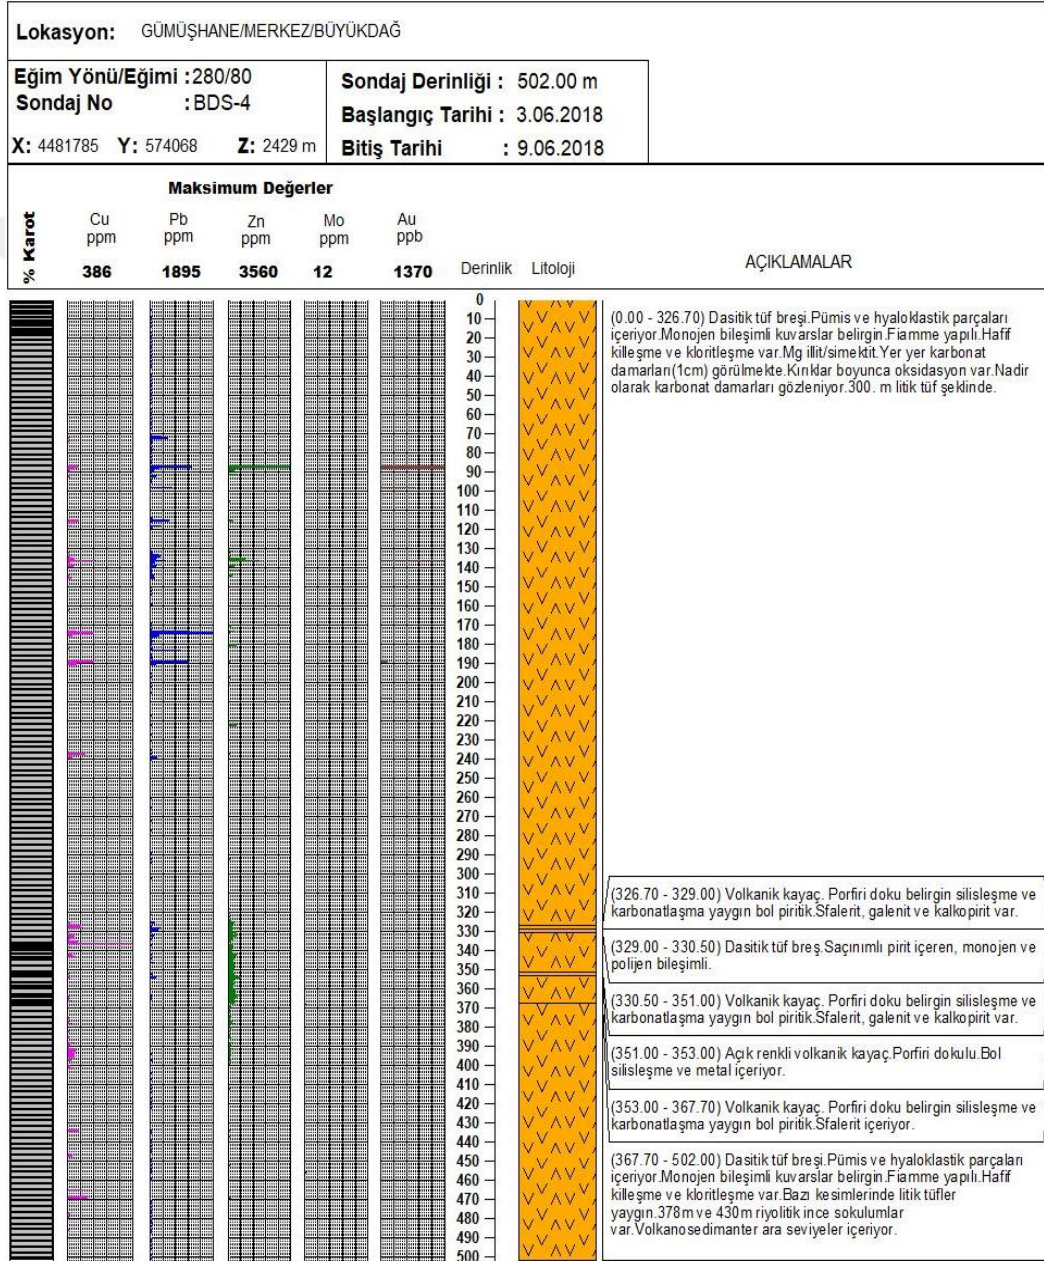 Lokasyon: GÜMÜŞHANE/MERKEZ/BÜYÜKDAĞ
Eğim Yönü/Eğimi :280/80
Sondaj No :BDS-4
X: 4481785 Y: 574068 Z: 2429 m
Sondaj Derinliği : 502.00 m
Başlangıç Tarihi : 3.06.2018
Bitiş Tarihi : 9.06.2018
Maksimum Değerler
% Karot
Cu Pb Zn Mo Au
ppm ppm ppm ppm ppb
386 1895 3560 12 1370
Derinlik Litoloji AÇIKLAMALAR
0
10
20
30
40
50
60
70
80
90
100
110
120
130
140
150
160
170
180
190
200
210
220
230
240
250
260
270
280
290
300
310
320
330
340
350
360
370
380
390
400
410
420
430
440
450
460
470
480
490
500
(0.00 - 326.70) Dasitik tüf breşi.Pümis ve hyaloklastik parçaları
içeriyor.Monojen bileşimli kuvarslar belirgin.Fiamme yapılı.Hafif
killeşme ve kloritleşme var.Mg illit/simektit.Yer yer karbonat
damarları(1cm) görülmekte.Kırıklar boyunca oksidasyon var.Nadir
olarak karbonat damarları gözleniyor.300. m litik tüf şeklinde.
(326.70 - 329.00) Volkanik kayaç. Porfiri doku belirgin silisleşme ve
karbonatlaşma yaygın bol piritik.Sfalerit, galenit ve kalkopirit var.
(329.00 - 330.50) Dasitik tüf breş.Saçınımlı pirit içeren, monojen ve
polijen bileşimli.
(330.50 - 351.00) Volkanik kayaç. Porfiri doku belirgin silisleşme ve
karbonatlaşma yaygın bol piritik.Sfalerit, galenit ve kalkopirit var.
(351.00 - 353.00) Açık renkli volkanik kayaç.Porfiri dokulu.Bol
silisleşme ve metal içeriyor.
(353.00 - 367.70) Volkanik kayaç. Porfiri doku belirgin silisleşme ve
karbonatlaşma yaygın bol piritik.Sfalerit içeriyor.
(367.70 - 502.00) Dasitik tüf breşi.Pümis ve hyaloklastik parçaları
içeriyor.Monojen bileşimli kuvarslar belirgin.Fiamme yapılı.Hafif
killeşme ve kloritleşme var.Bazı kesimlerinde litik tüfler
yaygın.378m ve 430m riyolitik ince sokulumlar
var.Volkanosedimanter ara seviyeler içeriyor.